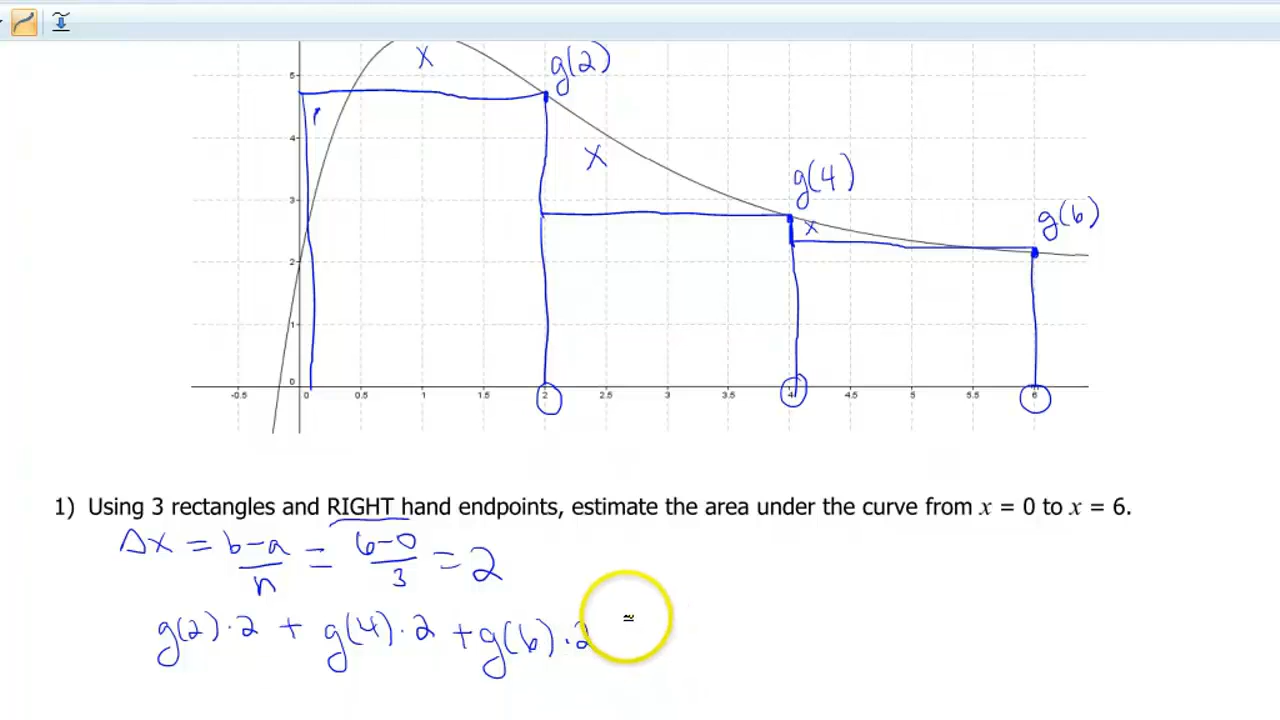 x
g(2)
5
4
x
g(4)
3
x
g(6)
2
1
0
-0.5 0 0.5 1 1.5 2 2.5 3 3.5 4 4.5 5 5.5 6
1) Using 3 rectangles and RIGHT hand endpoints, estimate the area under the curve from x = 0 to x = 6.
Δx = b-a/n = 6-0/3 = 2
g(2)·2 + g(4)·2 + g(6)·2
≈